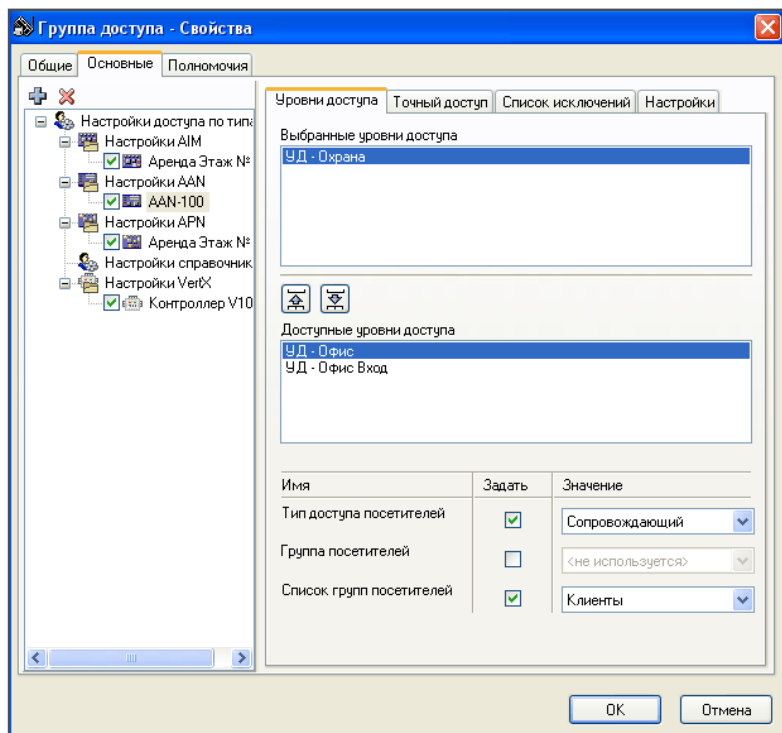 Группа доступа - Свойства
Общие Основные Полномочия
Настройки доступа по типа
Настройки AIM
Аренда Этаж №
Настройки AAN
AAN-100
Настройки APN
Аренда Этаж №
Настройки справочник
Настройки VertX
Контроллер V10
Уровни доступа Точный доступ Список исключений Настройки
Выбранные уровни доступа
УД - Охрана
Доступные уровни доступа
УД - Офис
УД - Офис Вход
Имя Задать Значение
Тип доступа посетителей Сопровождающий
Группа посетителей <не используется>
Список групп посетителей Клиенты
OK Отмена